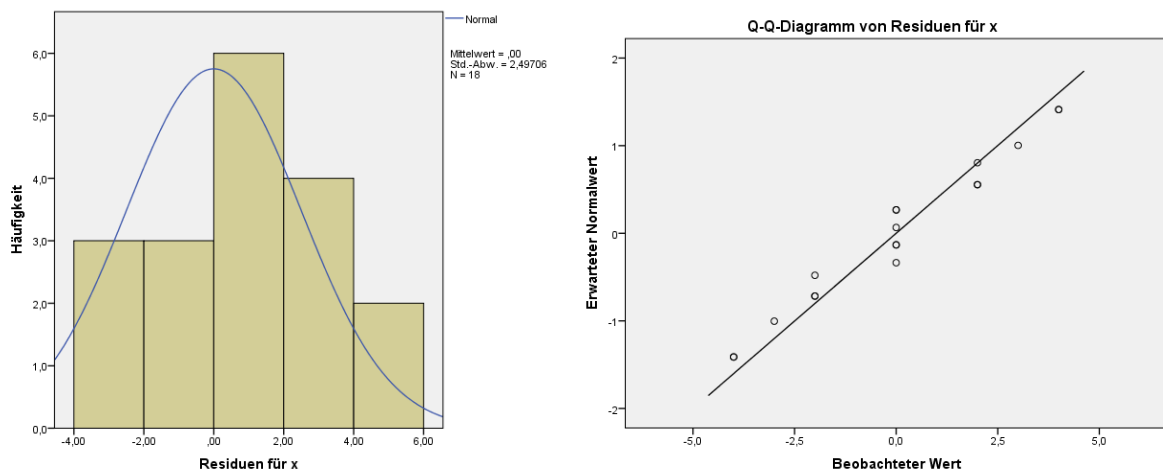 Normal
Mittelwert = ,00
Std.-Abw. = 2,49706
N = 18
6,0
5,0
4,0
3,0
2,0
1,0
0,0
Häufigkeit
-4,00 -2,00 ,00 2,00 4,00 6,00
Residuen für x
Q-Q-Diagramm von Residuen für x
2
1
0
-1
-2
Erwarteter Normalwert
-5,0 -2,5 0,0 2,5 5,0
Beobachteter Wert